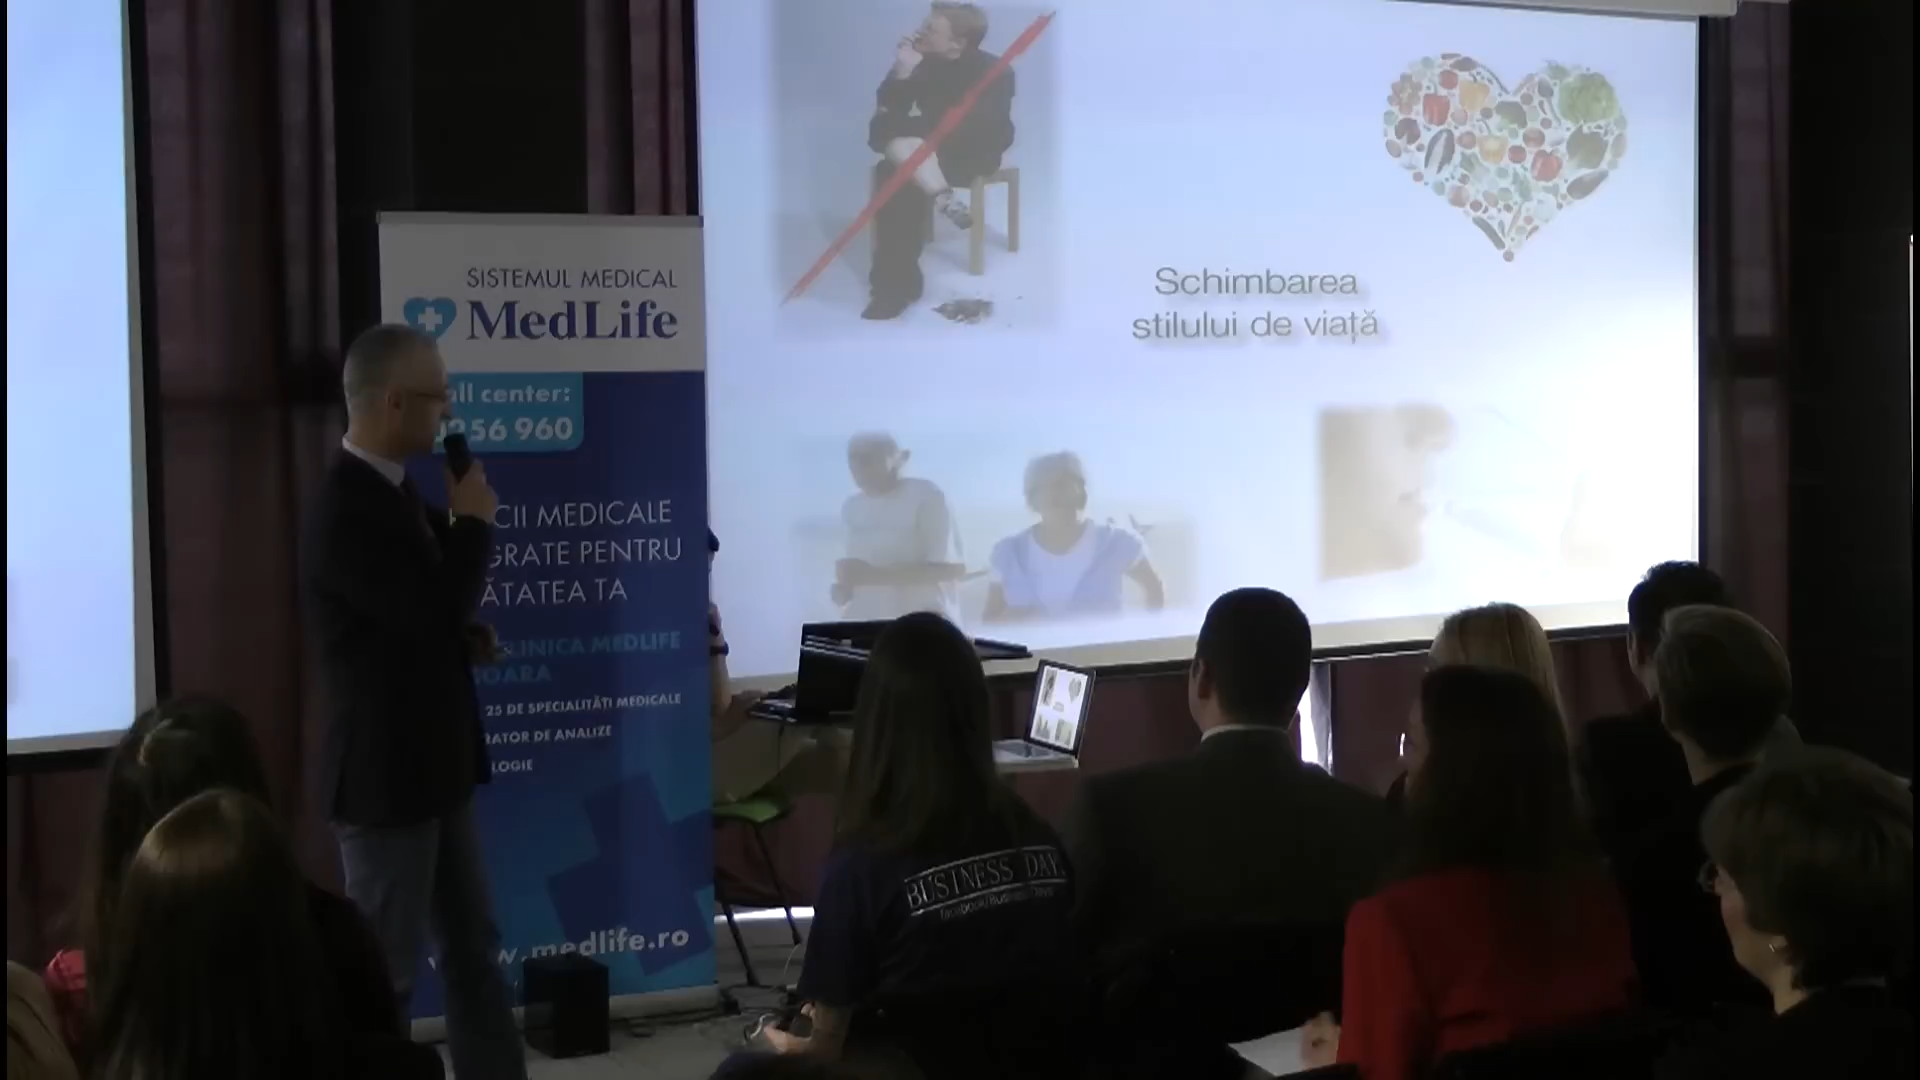 SISTEMUL MEDICAL
MedLife
all center:
256 960
CII MEDICALE
GRATE PENTRU
ĂTATEA TA
CLINICA MEDLIFE
OARA
25 DE SPECIALITĂȚI MEDICALE
RATOR DE ANALIZE
LOGIE
w.medlife.ro
Schimbarea
stilului de viață
BUSINESS DAY